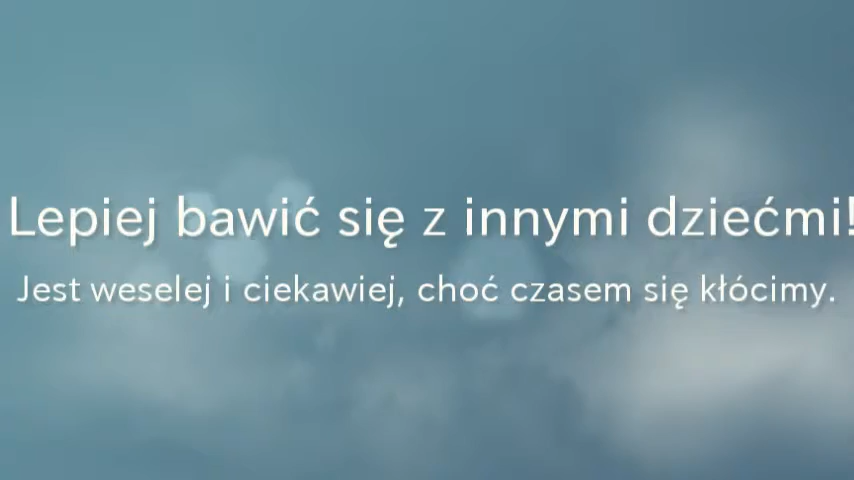 Lepiej bawić się z innymi dziećmi!
Jest weselej i ciekawiej, choć czasem się kłócimy.